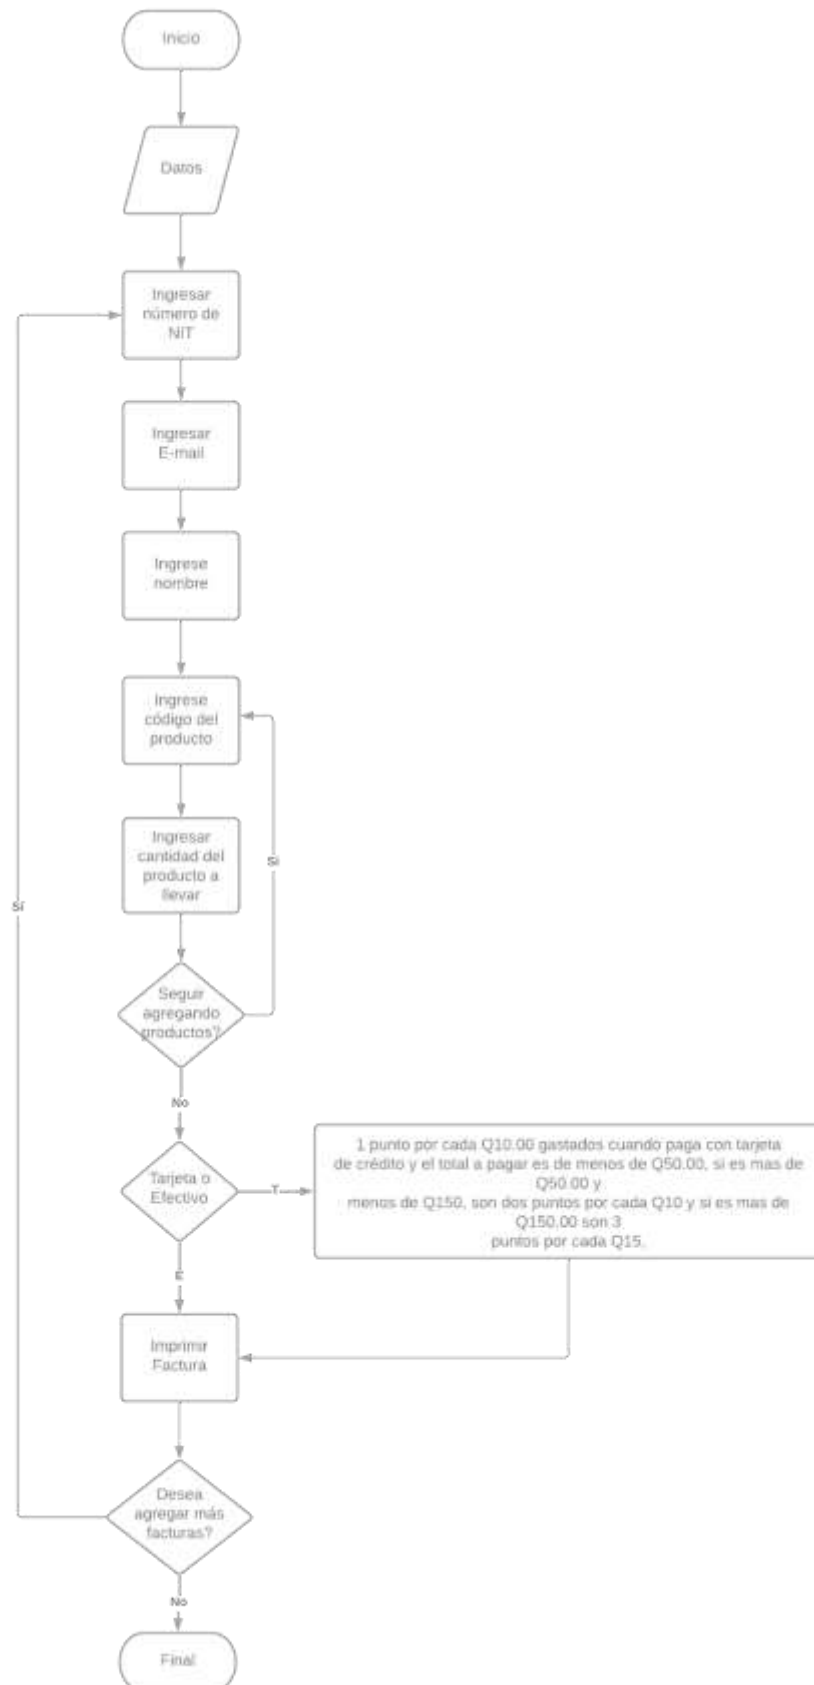 Inicio
Datos
Ingresar
número de
NIT
Ingresar
E-mail
Ingrese
nombre
Ingrese
código del
producto
Ingresar
cantidad del
producto a
llevar
Si
Sí
Seguir
agregando
productos?
No
Tarjeta o
Efectivo
T
1 punto por cada Q10.00 gastados cuando paga con tarjeta
de crédito y el total a pagar es de menos de Q50.00, si es mas de
Q50.00 y
menos de Q150, son dos puntos por cada Q10 y si es mas de
Q150.00 son 3
puntos por cada Q15.
E
Imprimir
Factura
Desea
agregar más
facturas?
No
Final